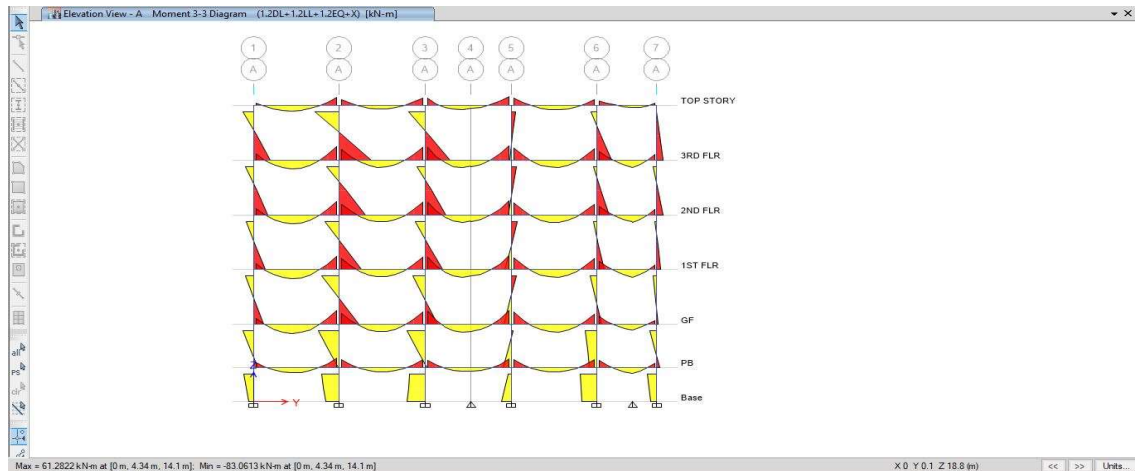 Elevation View - A Moment 3-3 Diagram (1.2DL+1.2LL+1.2EQ+X) [kN-m]
1 2 3 4 5 6 7
A A A A A A A
TOP STORY
3RD FLR
2ND FLR
1ST FLR
GF
PB
Z
Base
Y
all
PS
clr
Max = 61.2822 kN-m at [0 m, 4.34 m, 14.1 m]; Min = -83.0613 kN-m at [0 m, 4.34 m, 14.1 m]
X 0 Y 0.1 Z 18.8 (m)
<< >> Units...